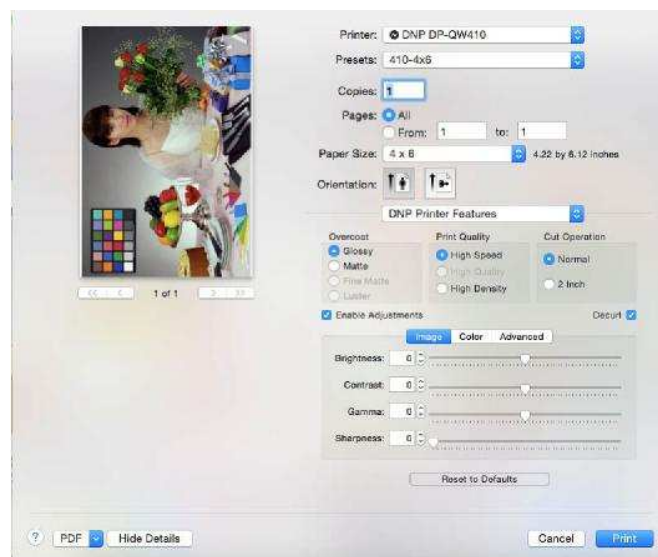 Printer: DNP DP-QW410
Presets: 410-4x6
Copies: 1
Pages: All
From: 1 to: 1
Paper Size: 4 x 6 4.22 by 6.12 inches
Orientation:
DNP Printer Features
Overcoat Print Quality Cut Operation
Glossy High Speed Normal
Matte High Quality 2 Inch
Fine Matte High Density
Luster
<< < 1 of 1 > >>
Enable Adjustments Decurl
Image Color Advanced
Brightness: 0
Contrast: 0
Gamma: 0
Sharpness: 0
Reset to Defaults
? PDF Hide Details Cancel Print